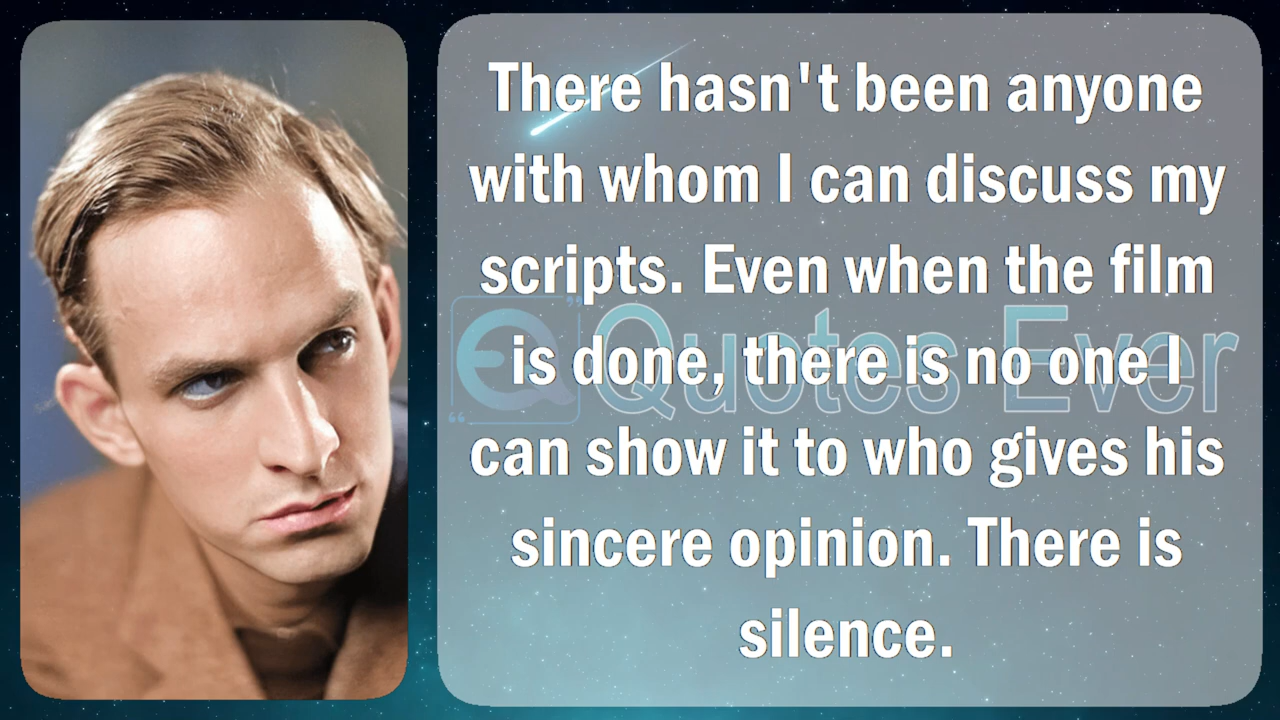 There hasn't been anyone
with whom I can discuss my
scripts. Even when the film
is done, there is no one I
can show it to who gives his
sincere opinion. There is
silence.
EQ Quotes Ever